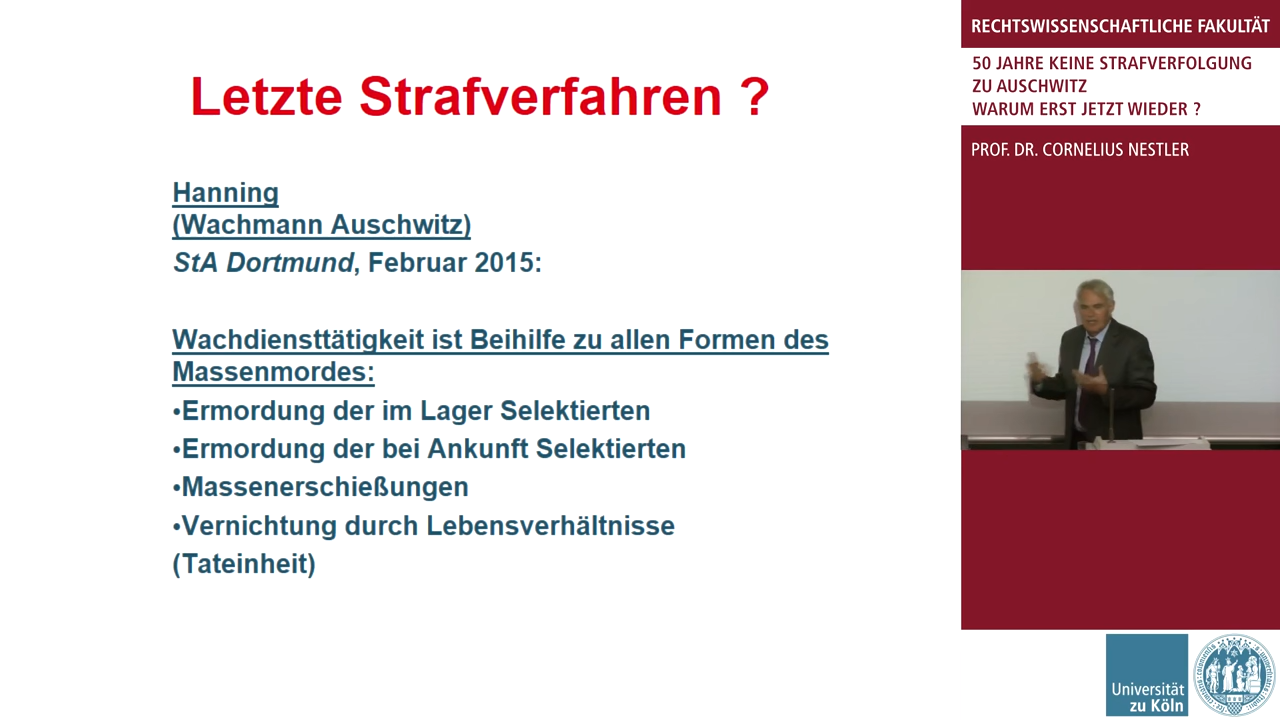 Letzte Strafverfahren ?
Hanning
(Wachmann Auschwitz)
StA Dortmund, Februar 2015:
Wachdiensttätigkeit ist Beihilfe zu allen Formen des
Massenmordes:
•Ermordung der im Lager Selektierten
•Ermordung der bei Ankunft Selektierten
•Massenerschießungen
•Vernichtung durch Lebensverhältnisse
(Tateinheit)
RECHTSWISSENSCHAFTLICHE FAKULTÄT
50 JAHRE KEINE STRAFVERFOLGUNG
ZU AUSCHWITZ
WARUM ERST JETZT WIEDER ?
PROF. DR. CORNELIUS NESTLER
Universität
zu Köln